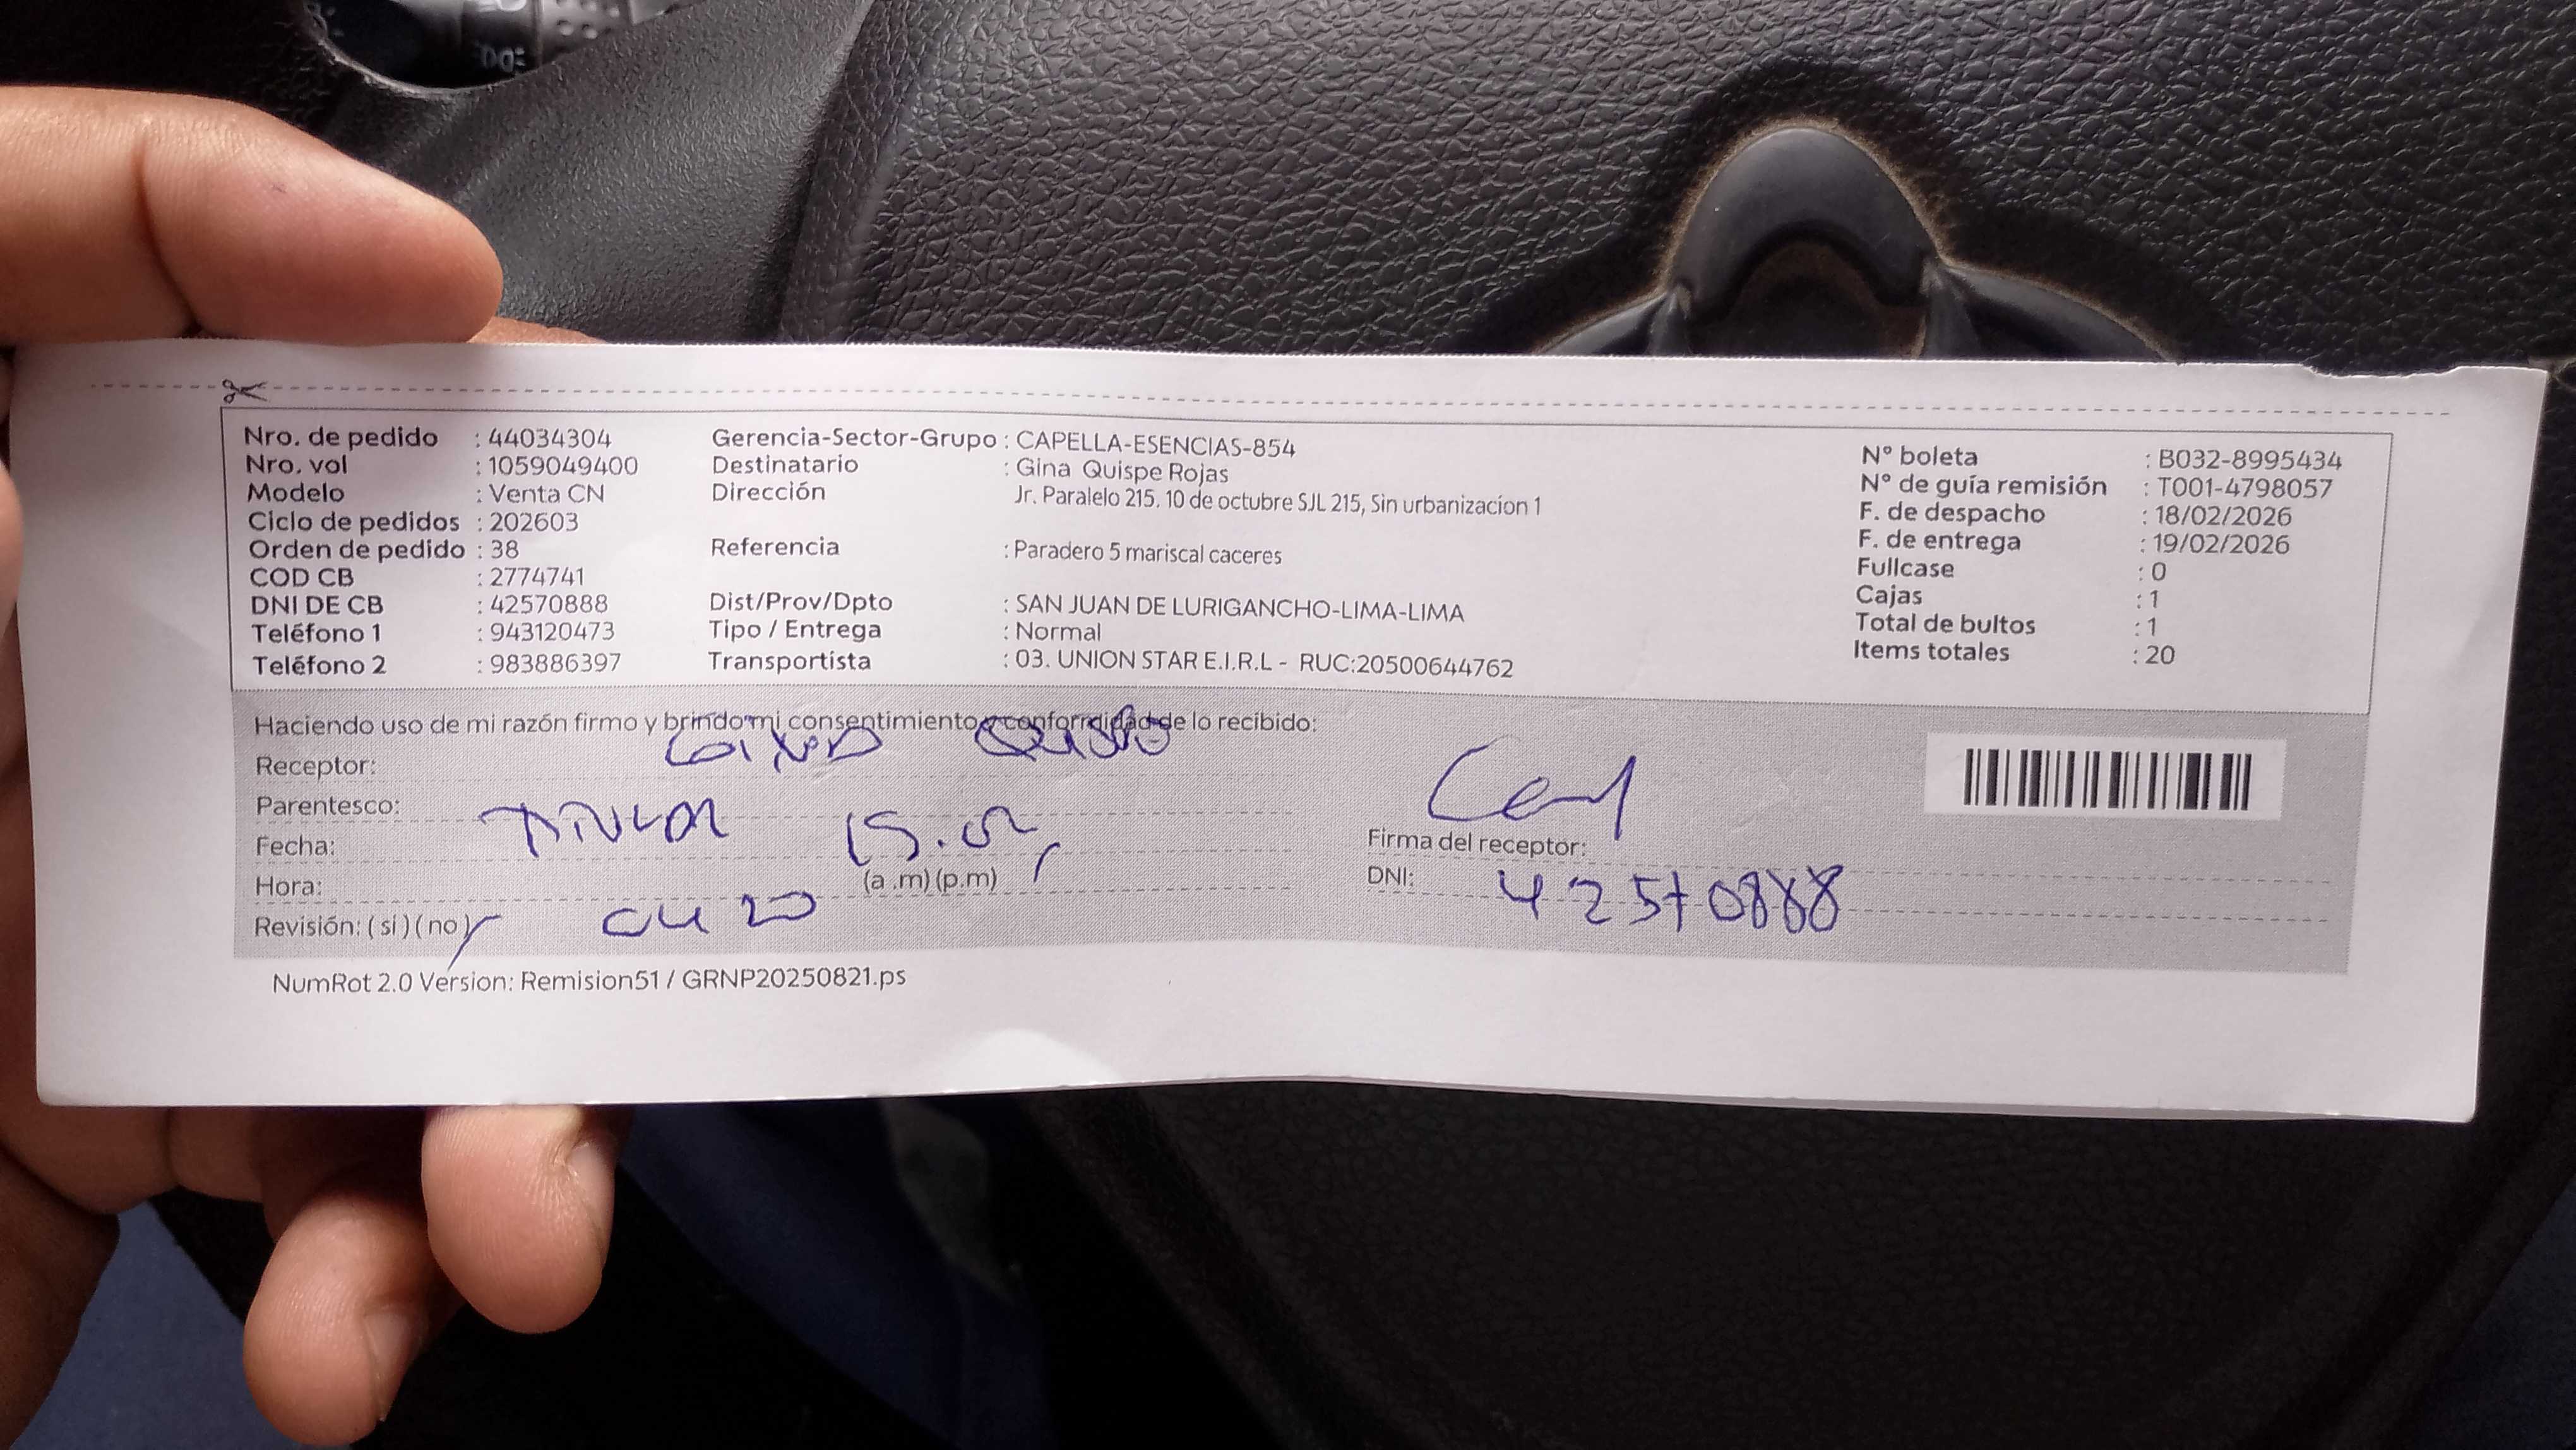 Nro. de pedido : 44034304 Gerencia-Sector-Grupo : CAPELLA-ESENCIAS-854 N° boleta : B032-8995434
Nro. vol : 1059049400 Destinatario : Gina Quispe Rojas N° de guía remisión : T001-4798057
Modelo : Venta CN Dirección Jr. Paralelo 215. 10 de octubre SJL 215, Sin urbanizacion 1 F. de despacho : 18/02/2026
Ciclo de pedidos : 202603 F. de entrega : 19/02/2026
Orden de pedido : 38 Referencia : Paradero 5 mariscal caceres Fullcase : 0
COD CB : 2774741 Cajas : 1
DNI DE CB : 42570888 Dist/Prov/Dpto : SAN JUAN DE LURIGANCHO-LIMA-LIMA Total de bultos : 1
Teléfono 1 : 943120473 Tipo / Entrega : Normal Items totales : 20
Teléfono 2 : 983886397 Transportista : 03. UNION STAR E.I.R.L - RUC:20500644762
Haciendo uso de mi razón firmo y brindo mi consentimiento y conformidad de lo recibido:
Receptor:
Parentesco:
Fecha: Firma del receptor:
Hora: (a .m) (p.m) DNI: 42570888
Revisión: ( si ) ( no )
NumRot 2.0 Version: Remision51 / GRNP20250821.ps